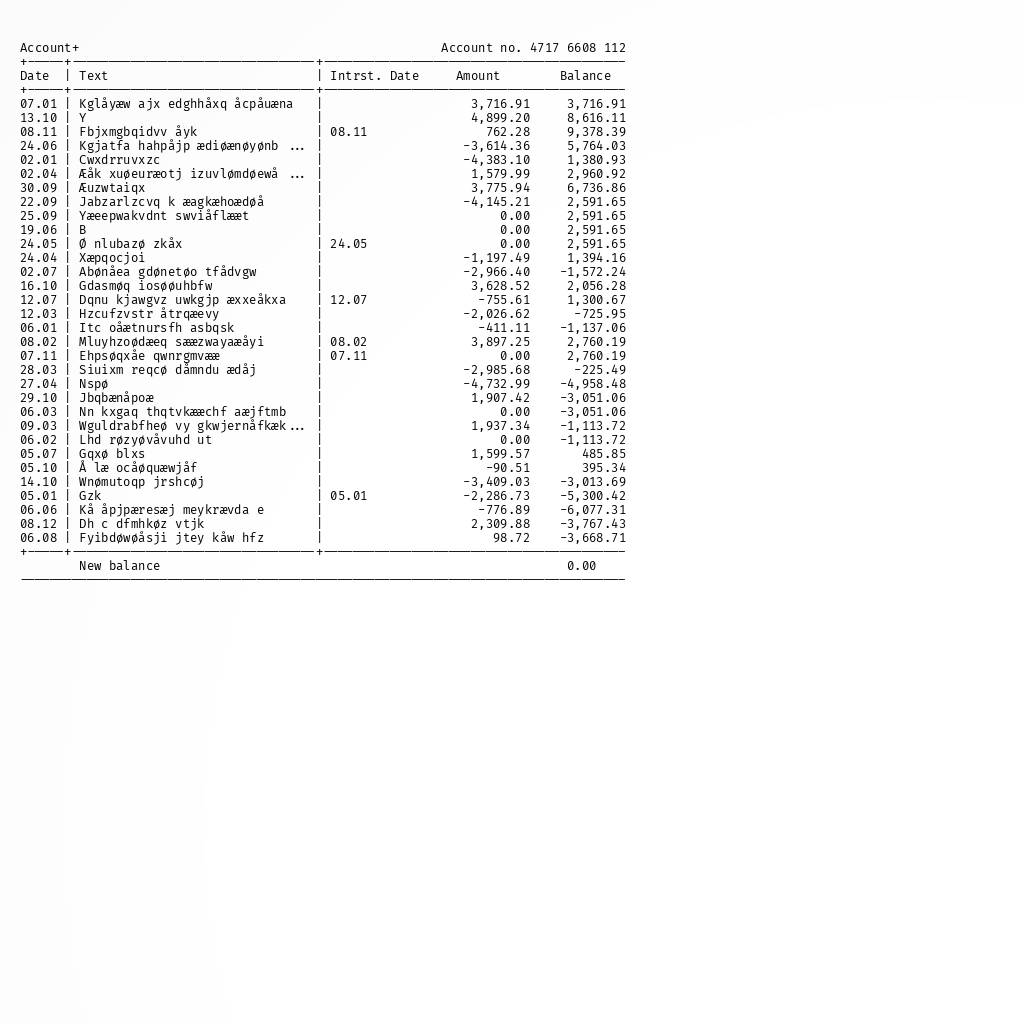 Account+ Account no. 4717 6608 112
Date | Text | Intrst. Date Amount Balance
07.01 | Kglåyæw ajx edghhåxq åcpåuæna | 3,716.91 3,716.91
13.10 | Y | 4,899.20 8,616.11
08.11 | Fbjxmgbqidvv åyk | 08.11 762.28 9,378.39
24.06 | Kgjatfa hahpåjp ædiøænøyønb ... | -3,614.36 5,764.03
02.01 | Cwxdrruvxzc | -4,383.10 1,380.93
02.04 | Æåk xuøeuræotj izuvlømdøewå ... | 1,579.99 2,960.92
30.09 | Æuzwtaiqx | 3,775.94 6,736.86
22.09 | Jabzarlzcvq k æagkæhoædøå | -4,145.21 2,591.65
25.09 | Yæeepwakvdnt swviåflææt | 0.00 2,591.65
19.06 | B | 0.00 2,591.65
24.05 | Ø nlubazø zkåx | 24.05 0.00 2,591.65
24.04 | Xæpqocjoi | -1,197.49 1,394.16
02.07 | Abønåea gdønetøo tfådvgw | -2,966.40 -1,572.24
16.10 | Gdasmøq iosøøuhbfw | 3,628.52 2,056.28
12.07 | Dqnu kjawgvz uwkgjp æxxeåkxa | 12.07 -755.61 1,300.67
12.03 | Hzcufzvstr åtrqæevy | -2,026.62 -725.95
06.01 | Itc oåætnursfh asbqsk | -411.11 -1,137.06
08.02 | Mluyhzoødæeq sææzwayaæåyi | 08.02 3,897.25 2,760.19
07.11 | Ehpsøqxåe qwnrgmvææ | 07.11 0.00 2,760.19
28.03 | Siuixm reqcø dåmndu ædåj | -2,985.68 -225.49
27.04 | Nspø | -4,732.99 -4,958.48
29.10 | Jbqbænåpoæ | 1,907.42 -3,051.06
06.03 | Nn kxgaq thqtvkææchf aæjftmb | 0.00 -3,051.06
09.03 | Wguldrabfheø vy gkwjernåfkæk... | 1,937.34 -1,113.72
06.02 | Lhd røzyøvåvuhd ut | 0.00 -1,113.72
05.07 | Gqxø blxs | 1,599.57 485.85
05.10 | Å læ ocåøquæwjåf | -90.51 395.34
14.10 | Wnømutoqp jrshcøj | -3,409.03 -3,013.69
05.01 | Gzk | 05.01 -2,286.73 -5,300.42
06.06 | Kå åpjpæresæj meykrævda e | -776.89 -6,077.31
08.12 | Dh c dfmhkøz vtjk | 2,309.88 -3,767.43
06.08 | Fyibdøwøåsji jtey kåw hfz | 98.72 -3,668.71
New balance 0.00